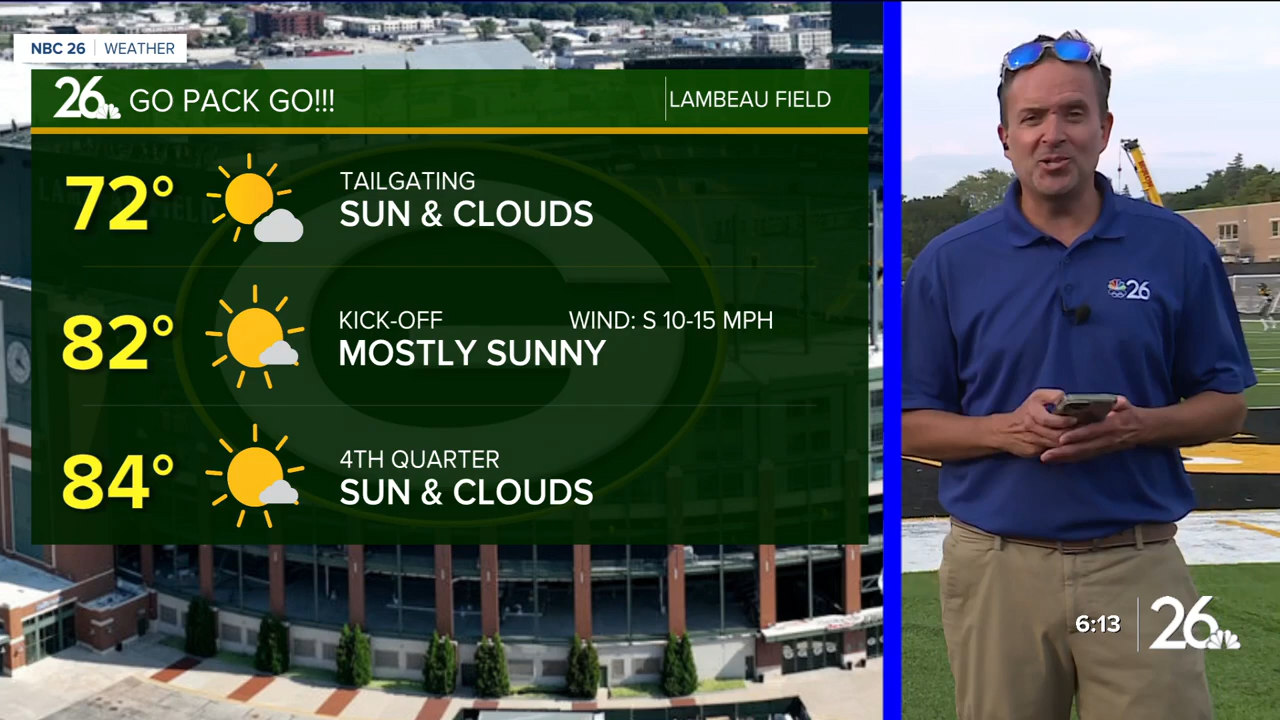 NBC 26 | WEATHER
26 GO PACK GO!!!
LAMBEAU FIELD
72°
TAILGATING
SUN & CLOUDS
82°
KICK-OFF
WIND: S 10-15 MPH
MOSTLY SUNNY
84°
4TH QUARTER
SUN & CLOUDS
26
6:13
26